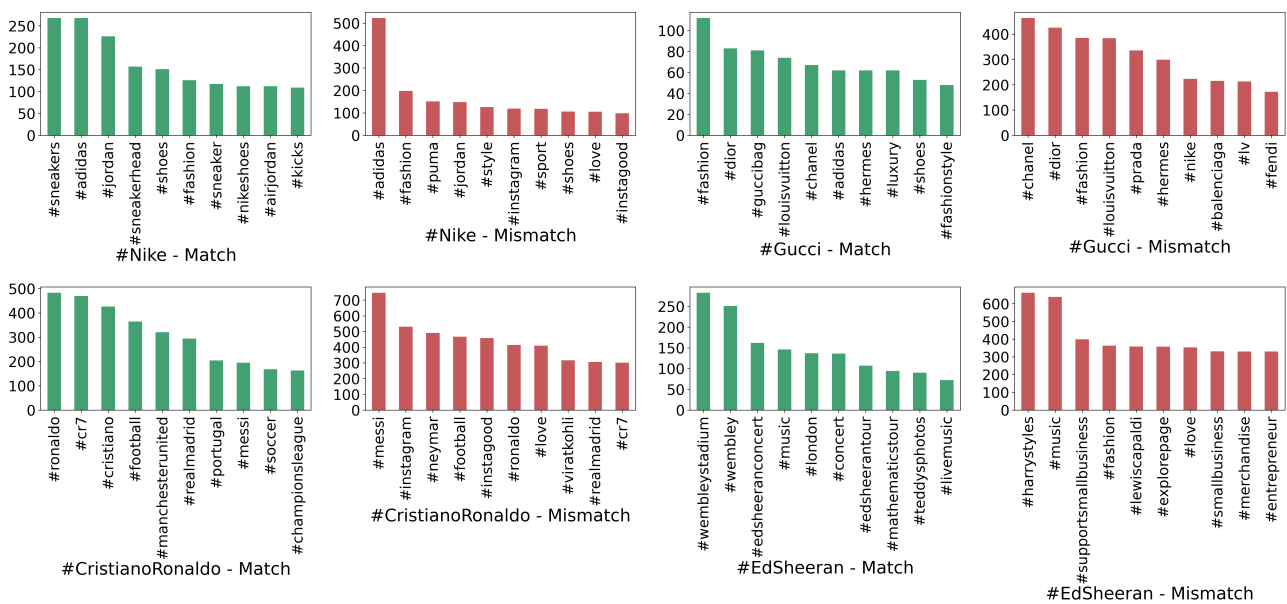 250
200
150
100
50
0
#sneakers
#adidas
#jordan
#sneakerhead
#shoes
#fashion
#sneaker
#nikeshoes
#airjordan
#kicks
#Nike - Match
500
400
300
200
100
0
#adidas
#fashion
#puma
#jordan
#style
#instagram
#sport
#shoes
#love
#instagood
#Nike - Mismatch
100
80
60
40
20
0
#fashion
#dior
#guccibag
#louisvuitton
#chanel
#adidas
#hermes
#luxury
#shoes
#fashionstyle
#Gucci - Match
400
300
200
100
0
#chanel
#dior
#fashion
#louisvuitton
#prada
#hermes
#nike
#balenciaga
#lv
#fendi
#Gucci - Mismatch
500
400
300
200
100
0
#ronaldo
#cr7
#cristiano
#football
#manchesterunited
#realmadrid
#portugal
#messi
#soccer
#championsleague
#CristianoRonaldo - Match
700
600
500
400
300
200
100
0
#messi
#instagram
#neymar
#football
#instagood
#ronaldo
#love
#viratkohli
#realmadrid
#cr7
#CristianoRonaldo - Mismatch
250
200
150
100
50
0
#wembleystadium
#wembley
#edsheeranconcert
#music
#london
#concert
#edsheerantour
#mathematicstour
#teddysphotos
#livemusic
#EdSheeran - Match
600
500
400
300
200
100
0
#harrystyles
#music
#supportsmallbusiness
#fashion
#lewiscapaldi
#explorepage
#love
#smallbusiness
#merchandise
#entrepreneur
#EdSheeran - Mismatch